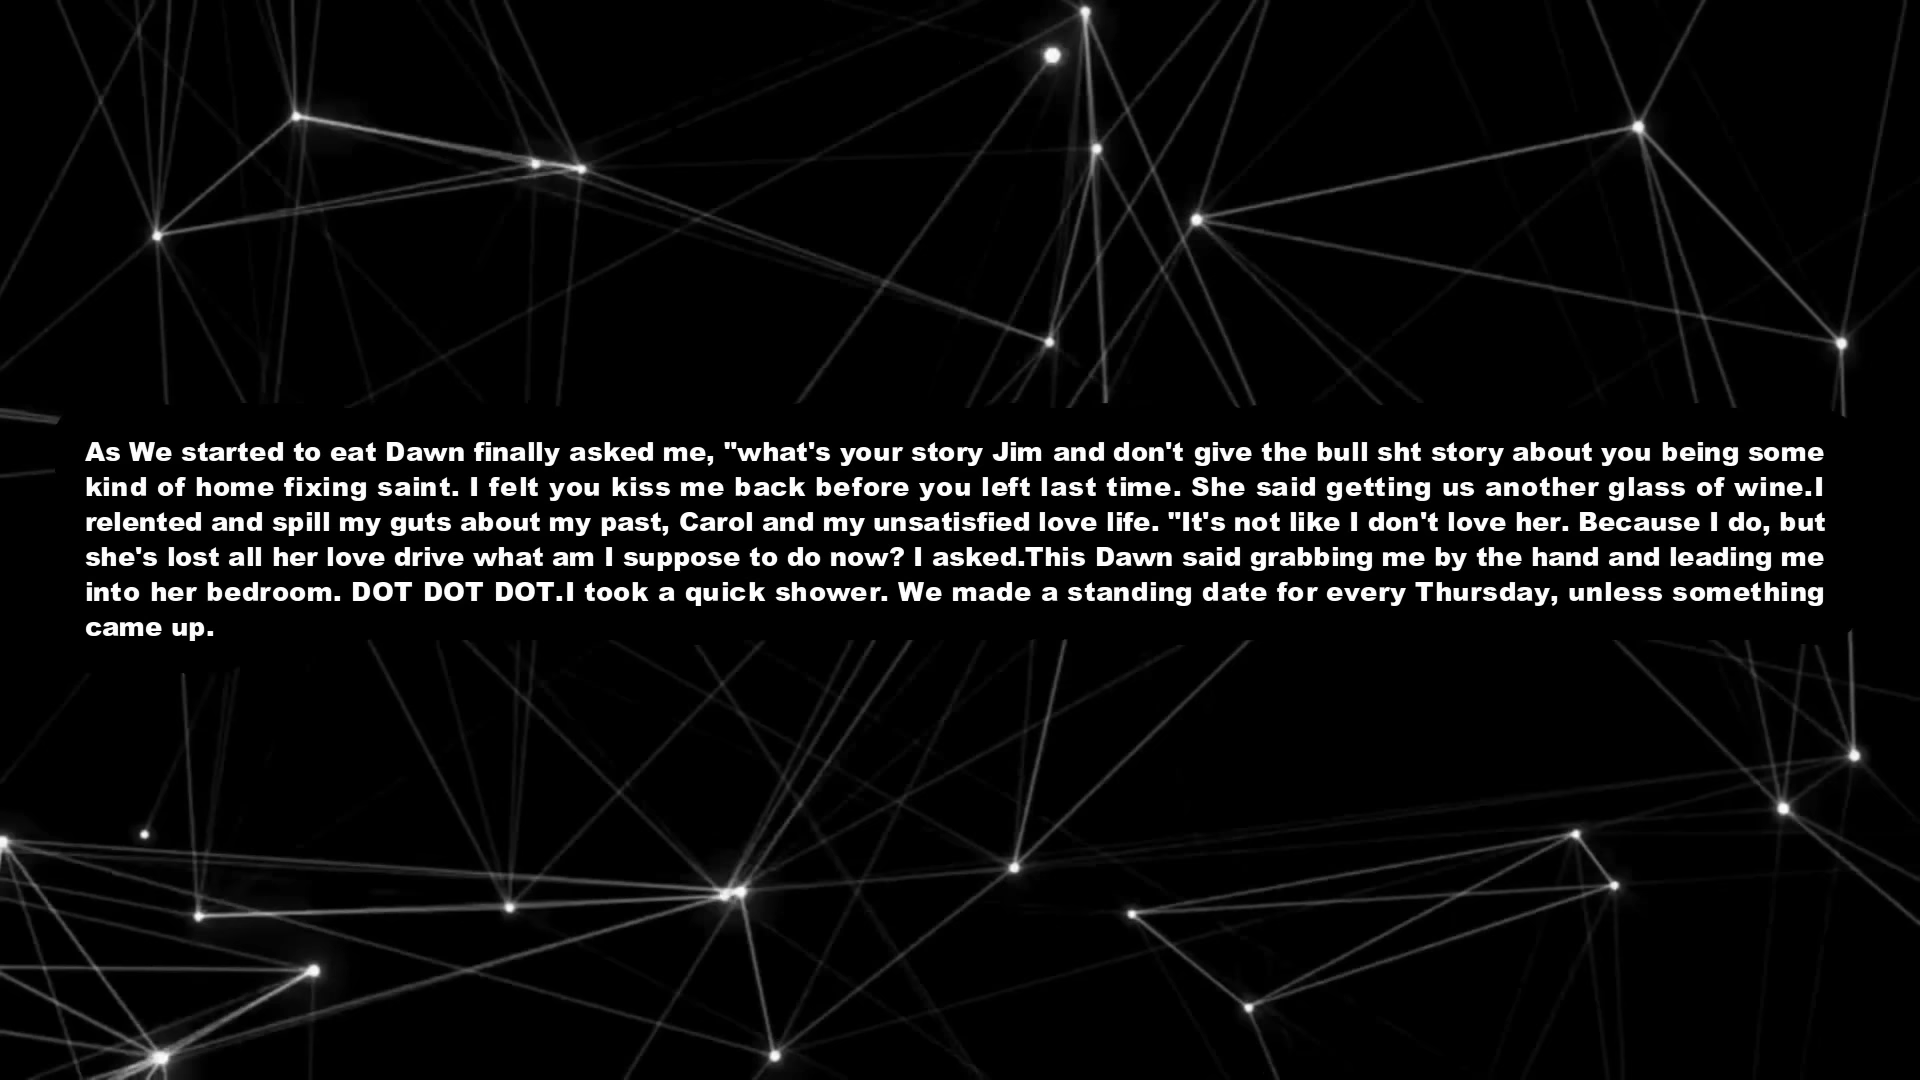 As We started to eat Dawn finally asked me, "what's your story Jim and don't give the bull sht story about you being some
kind of home fixing saint. I felt you kiss me back before you left last time. She said getting us another glass of wine.I
relented and spill my guts about my past, Carol and my unsatisfied love life. "It's not like I don't love her. Because I do, but
she's lost all her love drive what am I suppose to do now? I asked.This Dawn said grabbing me by the hand and leading me
into her bedroom. DOT DOT DOT.I took a quick shower. We made a standing date for every Thursday, unless something
came up.